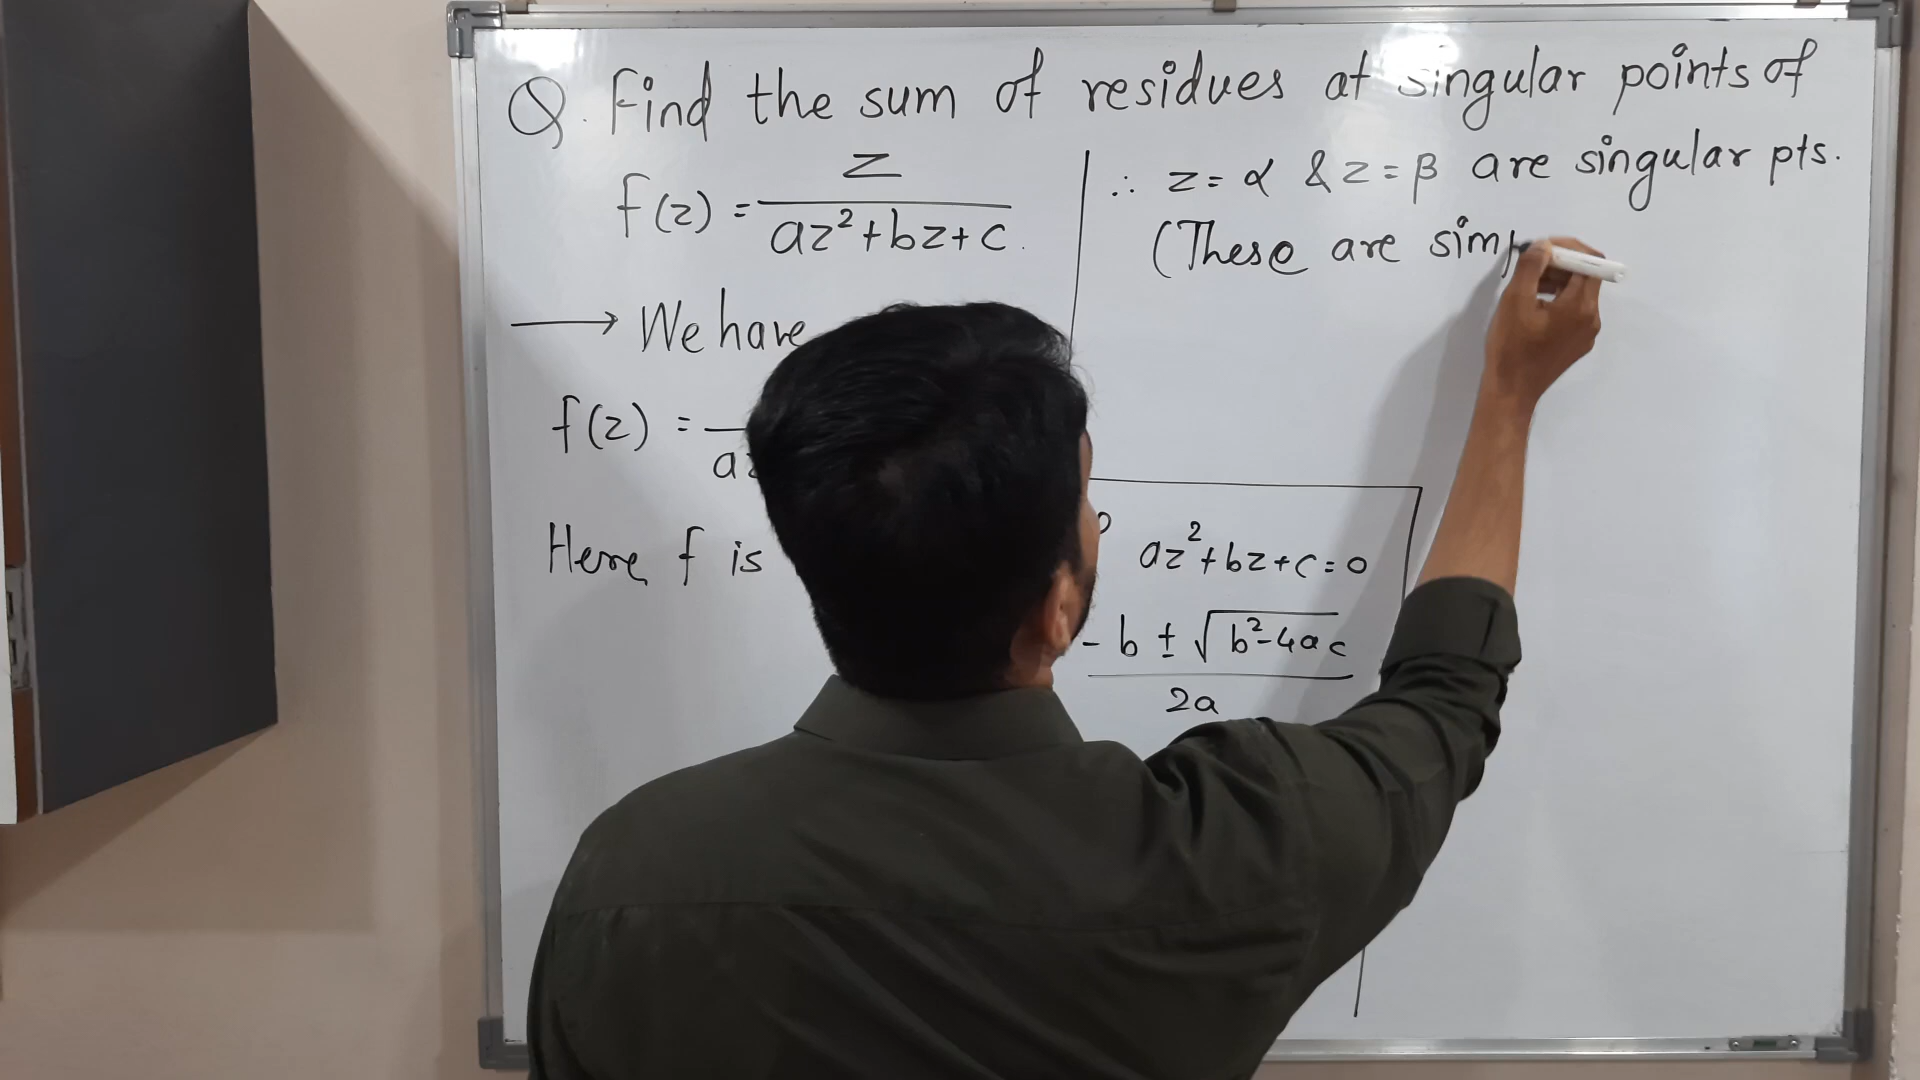 Q. Find the sum of residues at singular points of
f(z) = z / az²+bz+c.
→ We have
f(z) =
Here f is
∴ z = α & z = β are singular pts.
(These are simp
az²+bz+c=0
- b ± √b²-4ac
2a